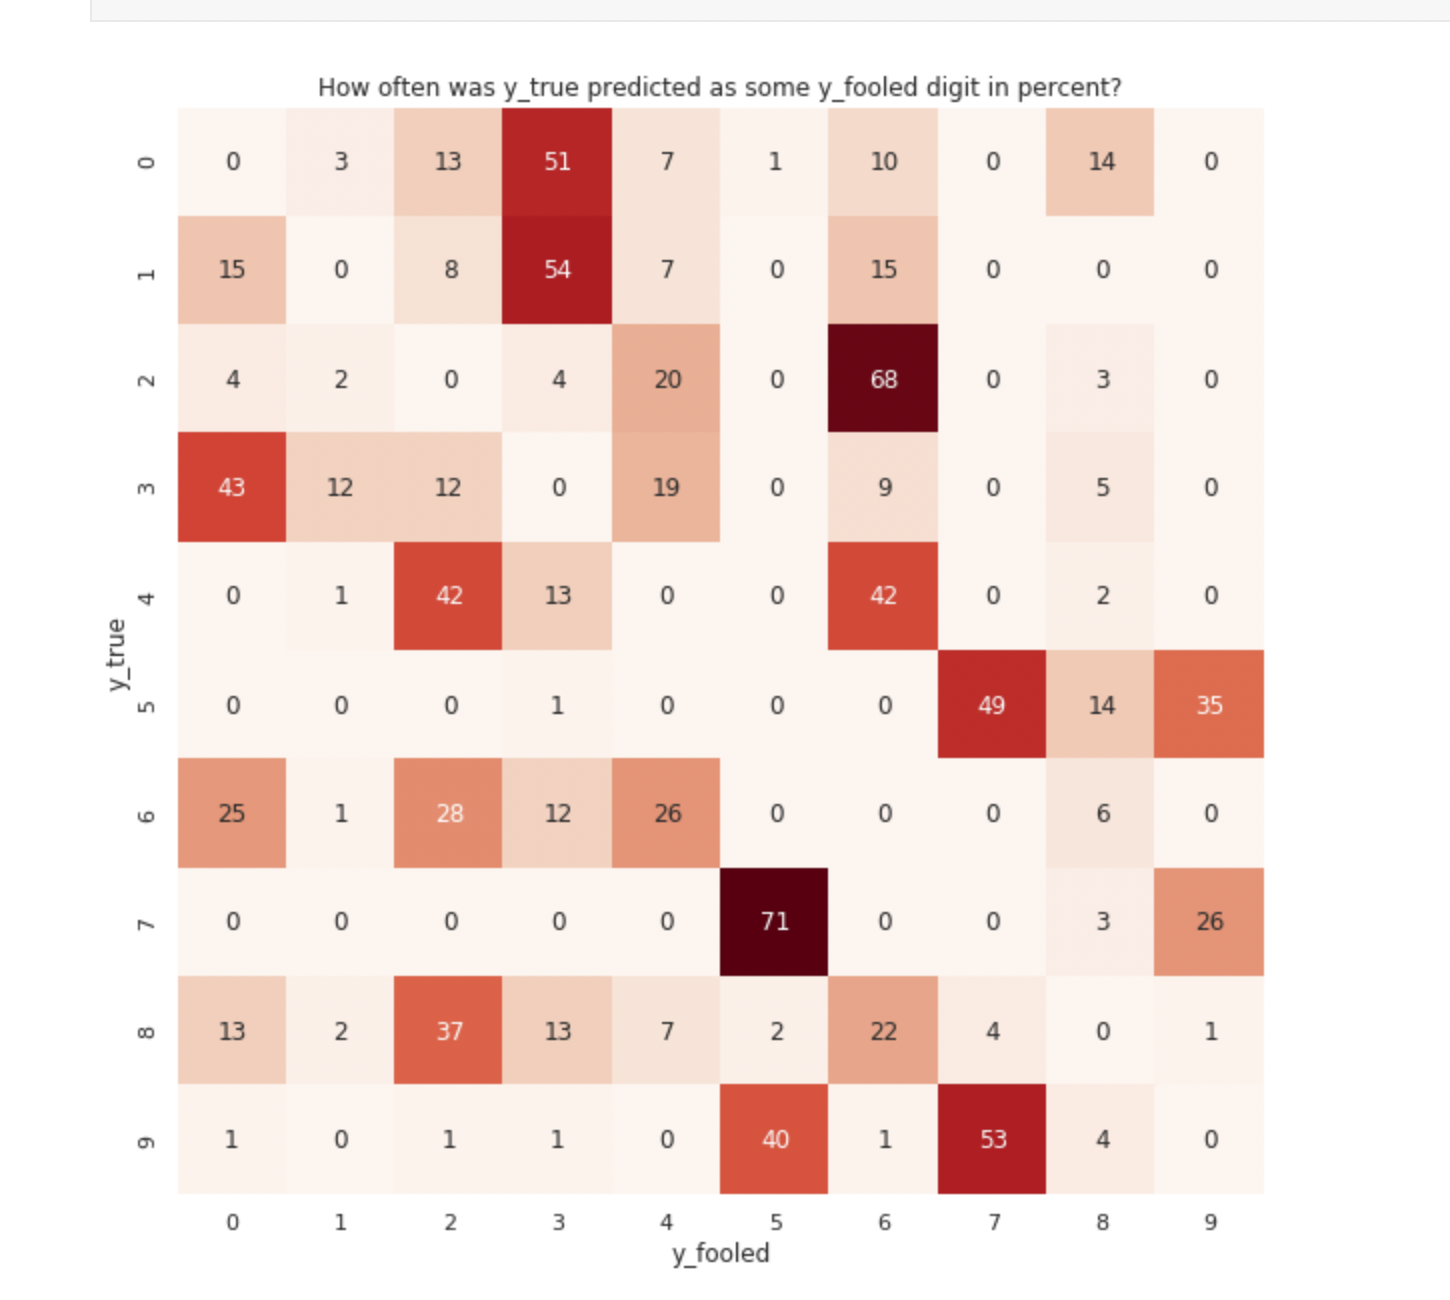 How often was y_true predicted as some y_fooled digit in percent?
0 0 3 13 51 7 1 10 0 14 0
1 15 0 8 54 7 0 15 0 0 0
2 4 2 0 4 20 0 68 0 3 0
3 43 12 12 0 19 0 9 0 5 0
4 0 1 42 13 0 0 42 0 2 0
y_true
5 0 0 0 1 0 0 0 49 14 35
6 25 1 28 12 26 0 0 0 6 0
7 0 0 0 0 0 71 0 0 3 26
8 13 2 37 13 7 2 22 4 0 1
9 1 0 1 1 0 40 1 53 4 0
0 1 2 3 4 5 6 7 8 9
y_fooled